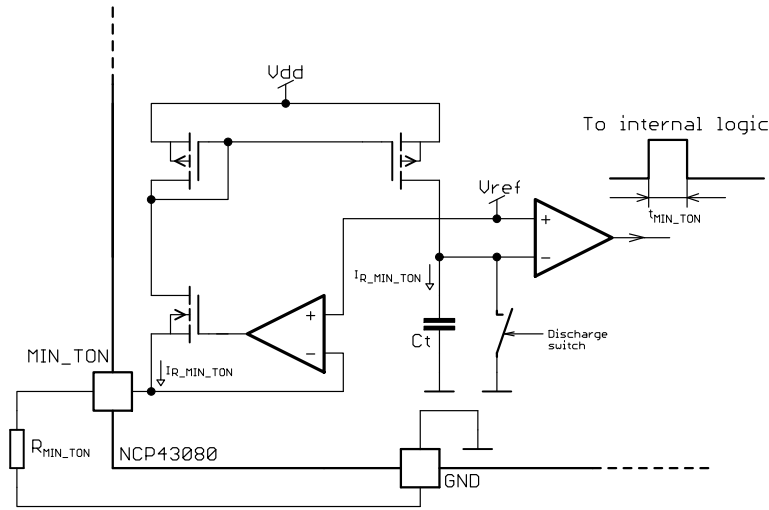 Vdd
To internal logic
Vref
tMIN_TON
+
−
IR_MIN_TON
+
−
Ct
Discharge
switch
MIN_TON
IR_MIN_TON
RMIN_TON
NCP43080
GND